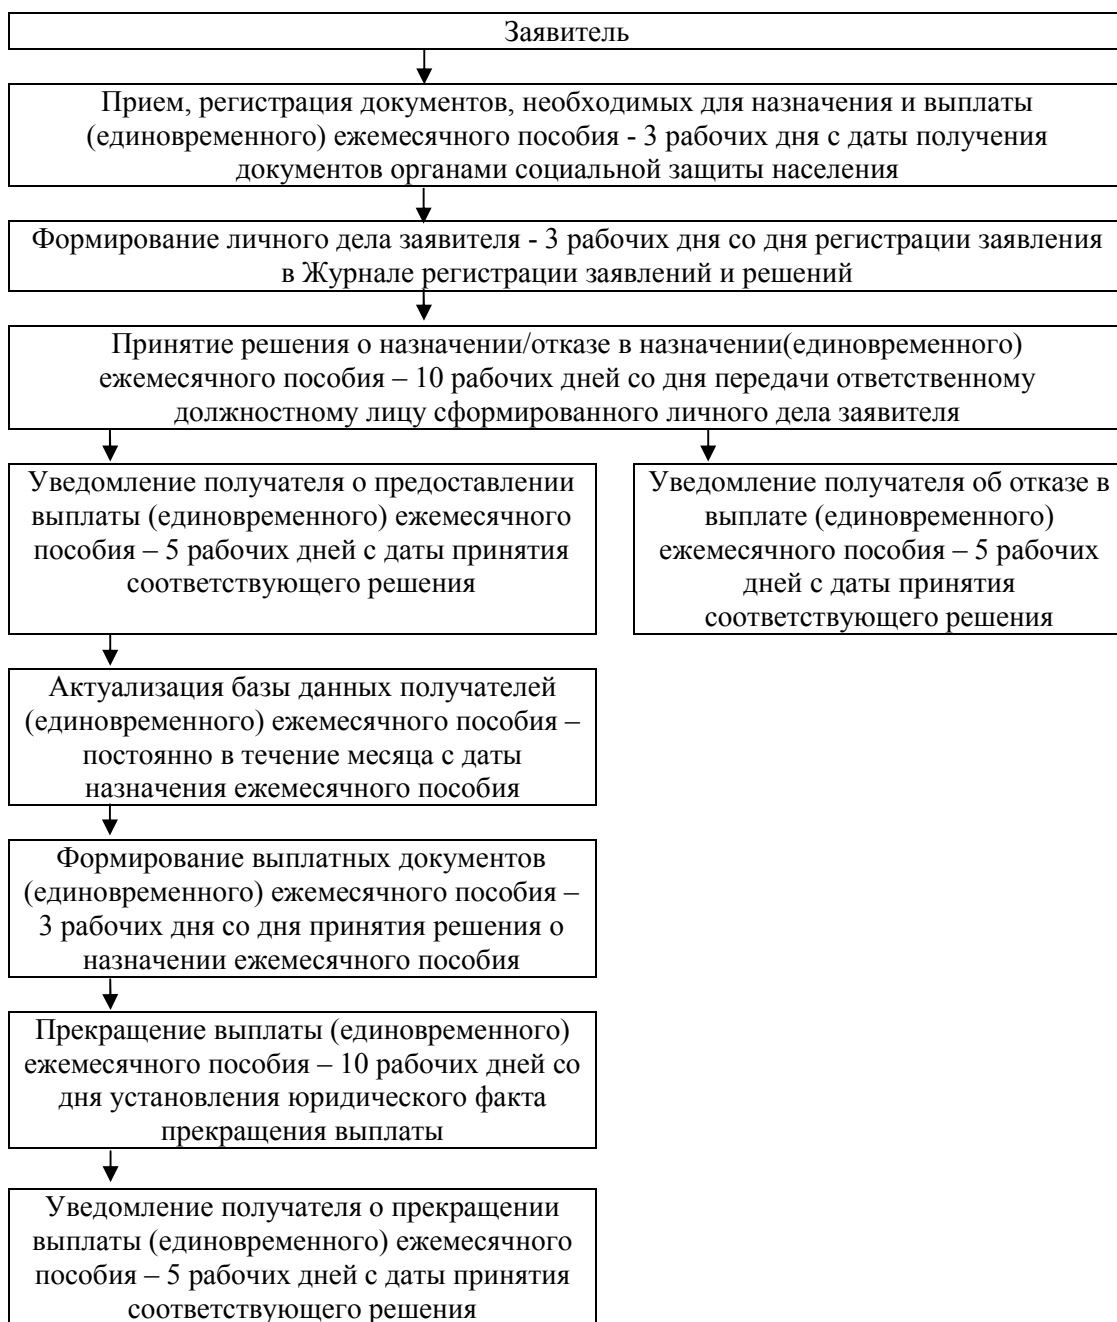 Заявитель
Прием, регистрация документов, необходимых для назначения и выплаты
(единовременного) ежемесячного пособия - 3 рабочих дня с даты получения
документов органами социальной защиты населения
Формирование личного дела заявителя - 3 рабочих дня со дня регистрации заявления
в Журнале регистрации заявлений и решений
Принятие решения о назначении/отказе в назначении(единовременного)
ежемесячного пособия – 10 рабочих дней со дня передачи ответственному
должностному лицу сформированного личного дела заявителя
Уведомление получателя о предоставлении
выплаты (единовременного) ежемесячного
пособия – 5 рабочих дней с даты принятия
соответствующего решения
Уведомление получателя об отказе в
выплате (единовременного)
ежемесячного пособия – 5 рабочих
дней с даты принятия
соответствующего решения
Актуализация базы данных получателей
(единовременного) ежемесячного пособия –
постоянно в течение месяца с даты
назначения ежемесячного пособия
Формирование выплатных документов
(единовременного) ежемесячного пособия –
3 рабочих дня со дня принятия решения о
назначении ежемесячного пособия
Прекращение выплаты (единовременного)
ежемесячного пособия – 10 рабочих дней со
дня установления юридического факта
прекращения выплаты
Уведомление получателя о прекращении
выплаты (единовременного) ежемесячного
пособия – 5 рабочих дней с даты принятия
соответствующего решения